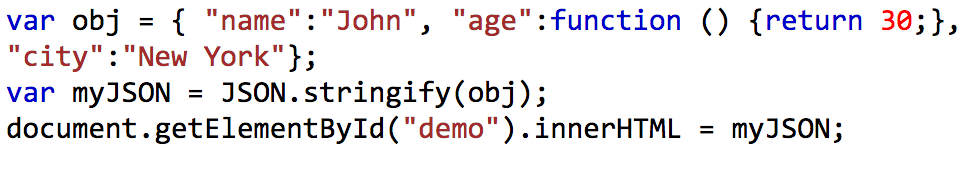 var obj = { "name":"John", "age":function () {return 30;},
"city":"New York"};
var myJSON = JSON.stringify(obj);
document.getElementById("demo").innerHTML = myJSON;